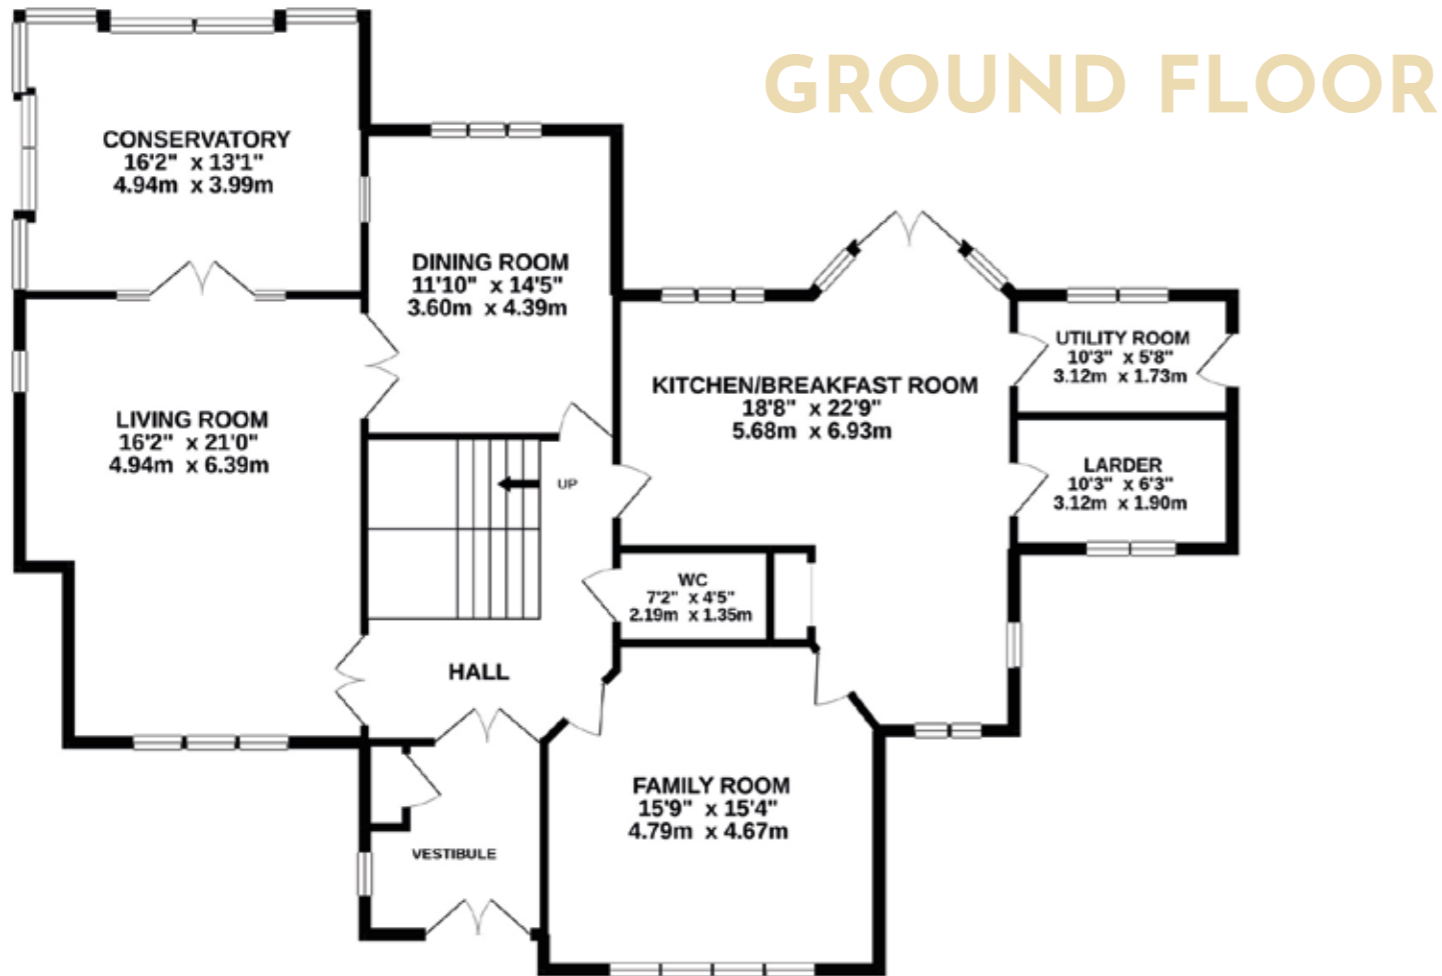 GROUND FLOOR
CONSERVATORY
16'2" x 13'1"
4.94m x 3.99m
DINING ROOM
11'10" x 14'5"
3.60m x 4.39m
UTILITY ROOM
10'3" x 5'8"
3.12m x 1.73m
KITCHEN/BREAKFAST ROOM
18'8" x 22'9"
5.68m x 6.93m
LIVING ROOM
16'2" x 21'0"
4.94m x 6.39m
LARDER
10'3" x 6'3"
3.12m x 1.90m
UP
WC
7'2" x 4'5"
2.19m x 1.35m
HALL
FAMILY ROOM
15'9" x 15'4"
4.79m x 4.67m
VESTIBULE